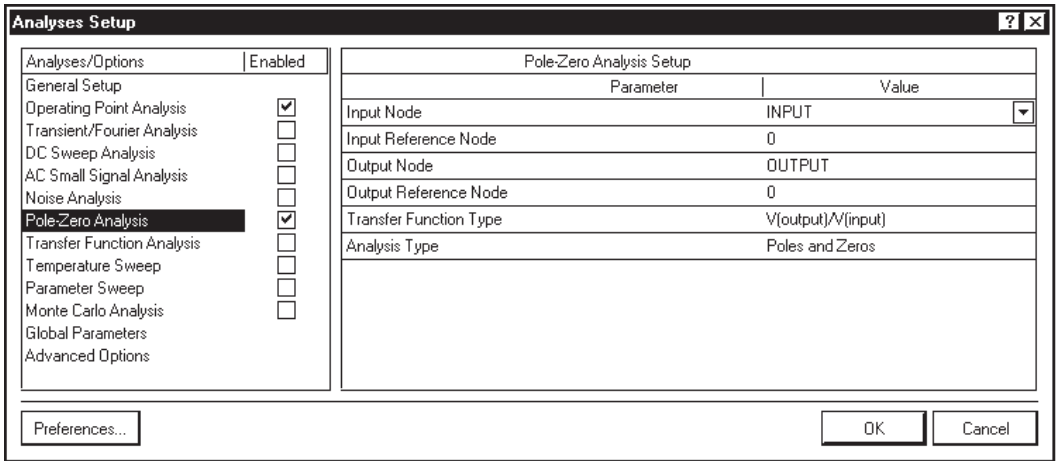 Analyses Setup
Analyses/Options Enabled
General Setup
Operating Point Analysis
Transient/Fourier Analysis
DC Sweep Analysis
AC Small Signal Analysis
Noise Analysis
Pole-Zero Analysis
Transfer Function Analysis
Temperature Sweep
Parameter Sweep
Monte Carlo Analysis
Global Parameters
Advanced Options
Pole-Zero Analysis Setup
Parameter Value
Input Node INPUT
Input Reference Node 0
Output Node OUTPUT
Output Reference Node 0
Transfer Function Type V(output)/V(input)
Analysis Type Poles and Zeros
Preferences... OK Cancel